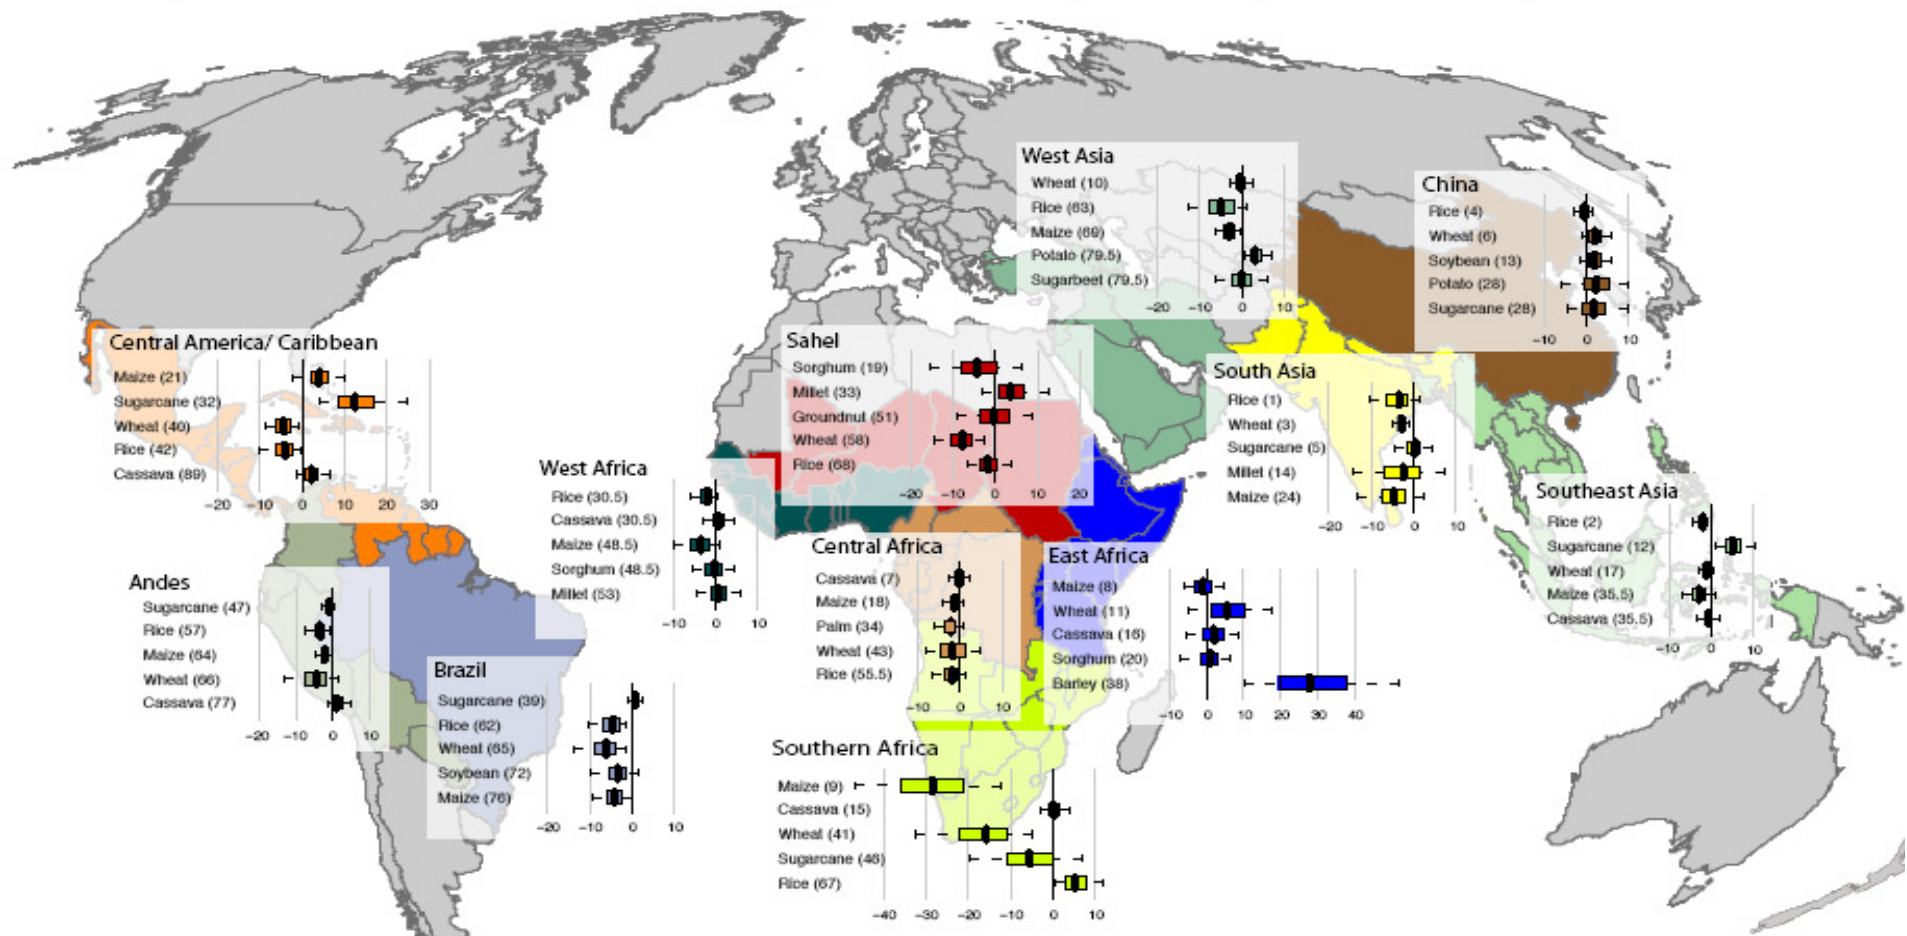 West Asia
Wheat (10)
Rice (63)
Maize (69)
Potato (79.5)
Sugarbeet (79.5)
−20 −10 0 10
China
Rice (4)
Wheat (6)
Soybean (13)
Potato (28)
Sugarcane (28)
−10 0 10
Central America/ Caribbean
Maize (21)
Sugarcane (32)
Wheat (40)
Rice (42)
Cassava (89)
−20 −10 0 10 20 30
Sahel
Sorghum (19)
Millet (33)
Groundnut (51)
Wheat (58)
Rice (68)
−20 −10 0 10 20
South Asia
Rice (1)
Wheat (3)
Sugarcane (5)
Millet (14)
Maize (24)
−20 −10 0 10
West Africa
Rice (30.5)
Cassava (30.5)
Maize (48.5)
Sorghum (48.5)
Millet (53)
−10 0 10
Southeast Asia
Rice (2)
Sugarcane (12)
Wheat (17)
Maize (35.5)
Cassava (35.5)
−10 0 10
Central Africa
Cassava (7)
Maize (18)
Palm (34)
Wheat (43)
Rice (55.5)
−10 0 10
East Africa
Maize (8)
Wheat (11)
Cassava (16)
Sorghum (20)
Barley (38)
−10 0 10 20 30 40
Andes
Sugarcane (47)
Rice (57)
Maize (64)
Wheat (66)
Cassava (77)
−20 −10 0 10
Brazil
Sugarcane (39)
Rice (62)
Wheat (65)
Soybean (72)
Maize (76)
−20 −10 0 10
Southern Africa
Maize (9)
Cassava (15)
Wheat (41)
Sugarcane (46)
Rice (67)
−40 −30 −20 −10 0 10